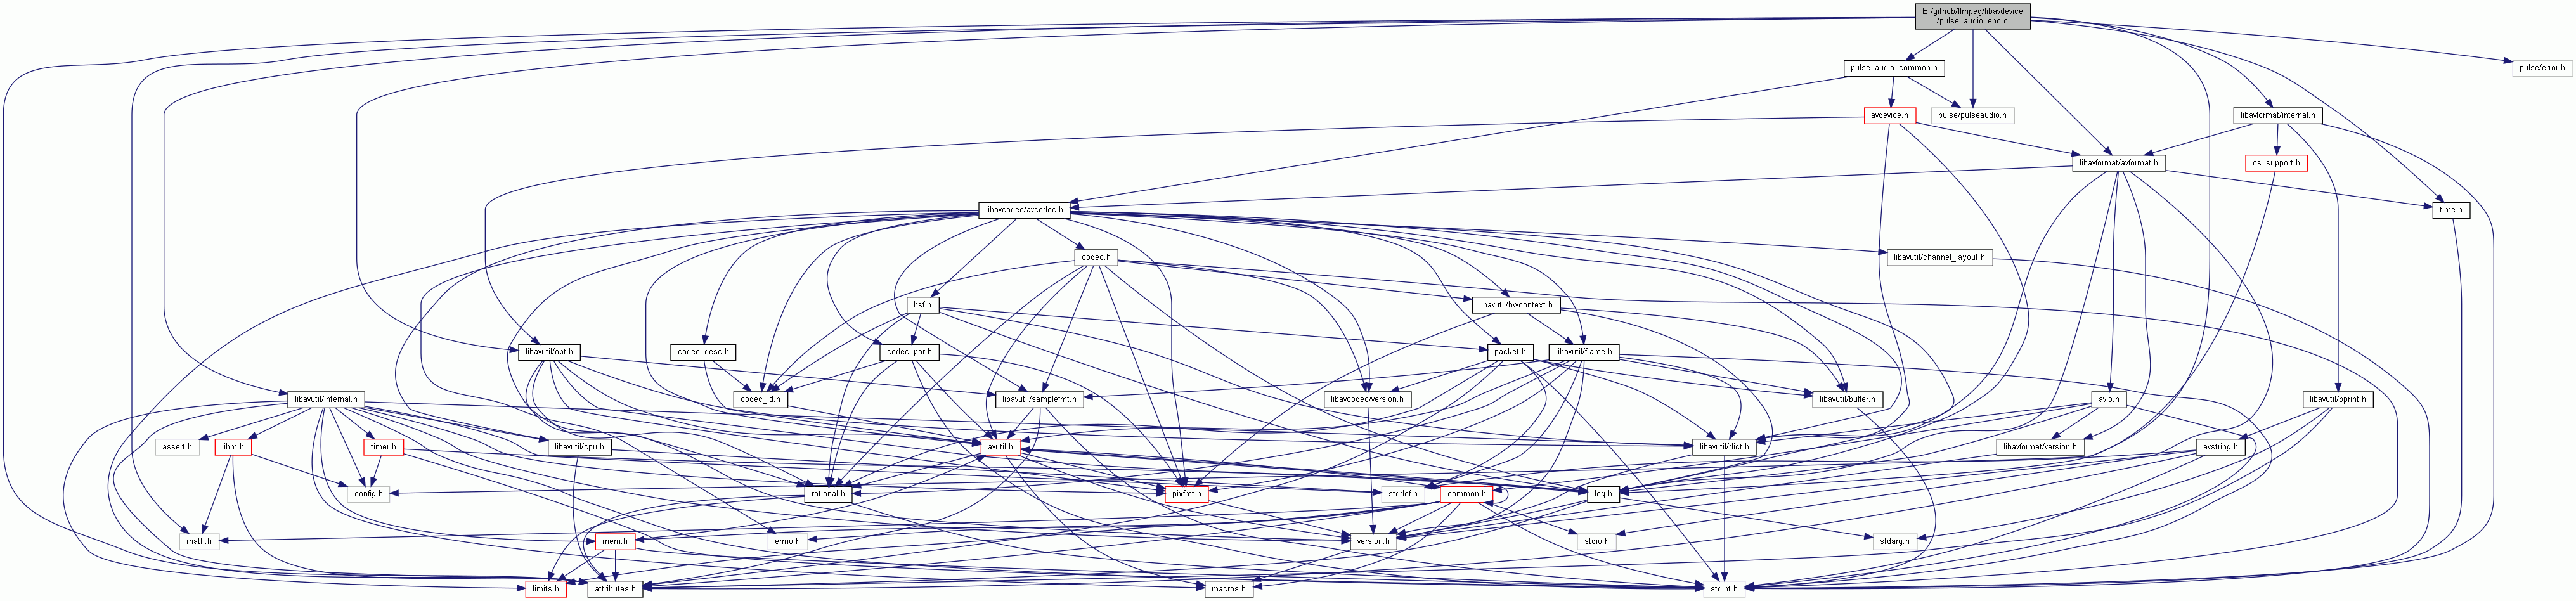 E:/github/ffmpeg/libavdevice
/pulse_audio_enc.c
pulse_audio_common.h
pulse/error.h
avdevice.h
pulse/pulseaudio.h
libavformat/internal.h
libavformat/avformat.h
os_support.h
libavcodec/avcodec.h
time.h
codec.h
libavutil/channel_layout.h
bsf.h
libavutil/hwcontext.h
libavutil/opt.h
codec_desc.h
codec_par.h
packet.h
libavutil/frame.h
libavutil/internal.h
codec_id.h
libavutil/samplefmt.h
libavcodec/version.h
libavutil/buffer.h
avio.h
libavutil/bprint.h
assert.h
libm.h
timer.h
libavutil/cpu.h
avutil.h
libavutil/dict.h
libavformat/version.h
avstring.h
config.h
rational.h
pixfmt.h
stddef.h
common.h
log.h
math.h
mem.h
errno.h
version.h
stdio.h
stdarg.h
limits.h
attributes.h
macros.h
stdint.h